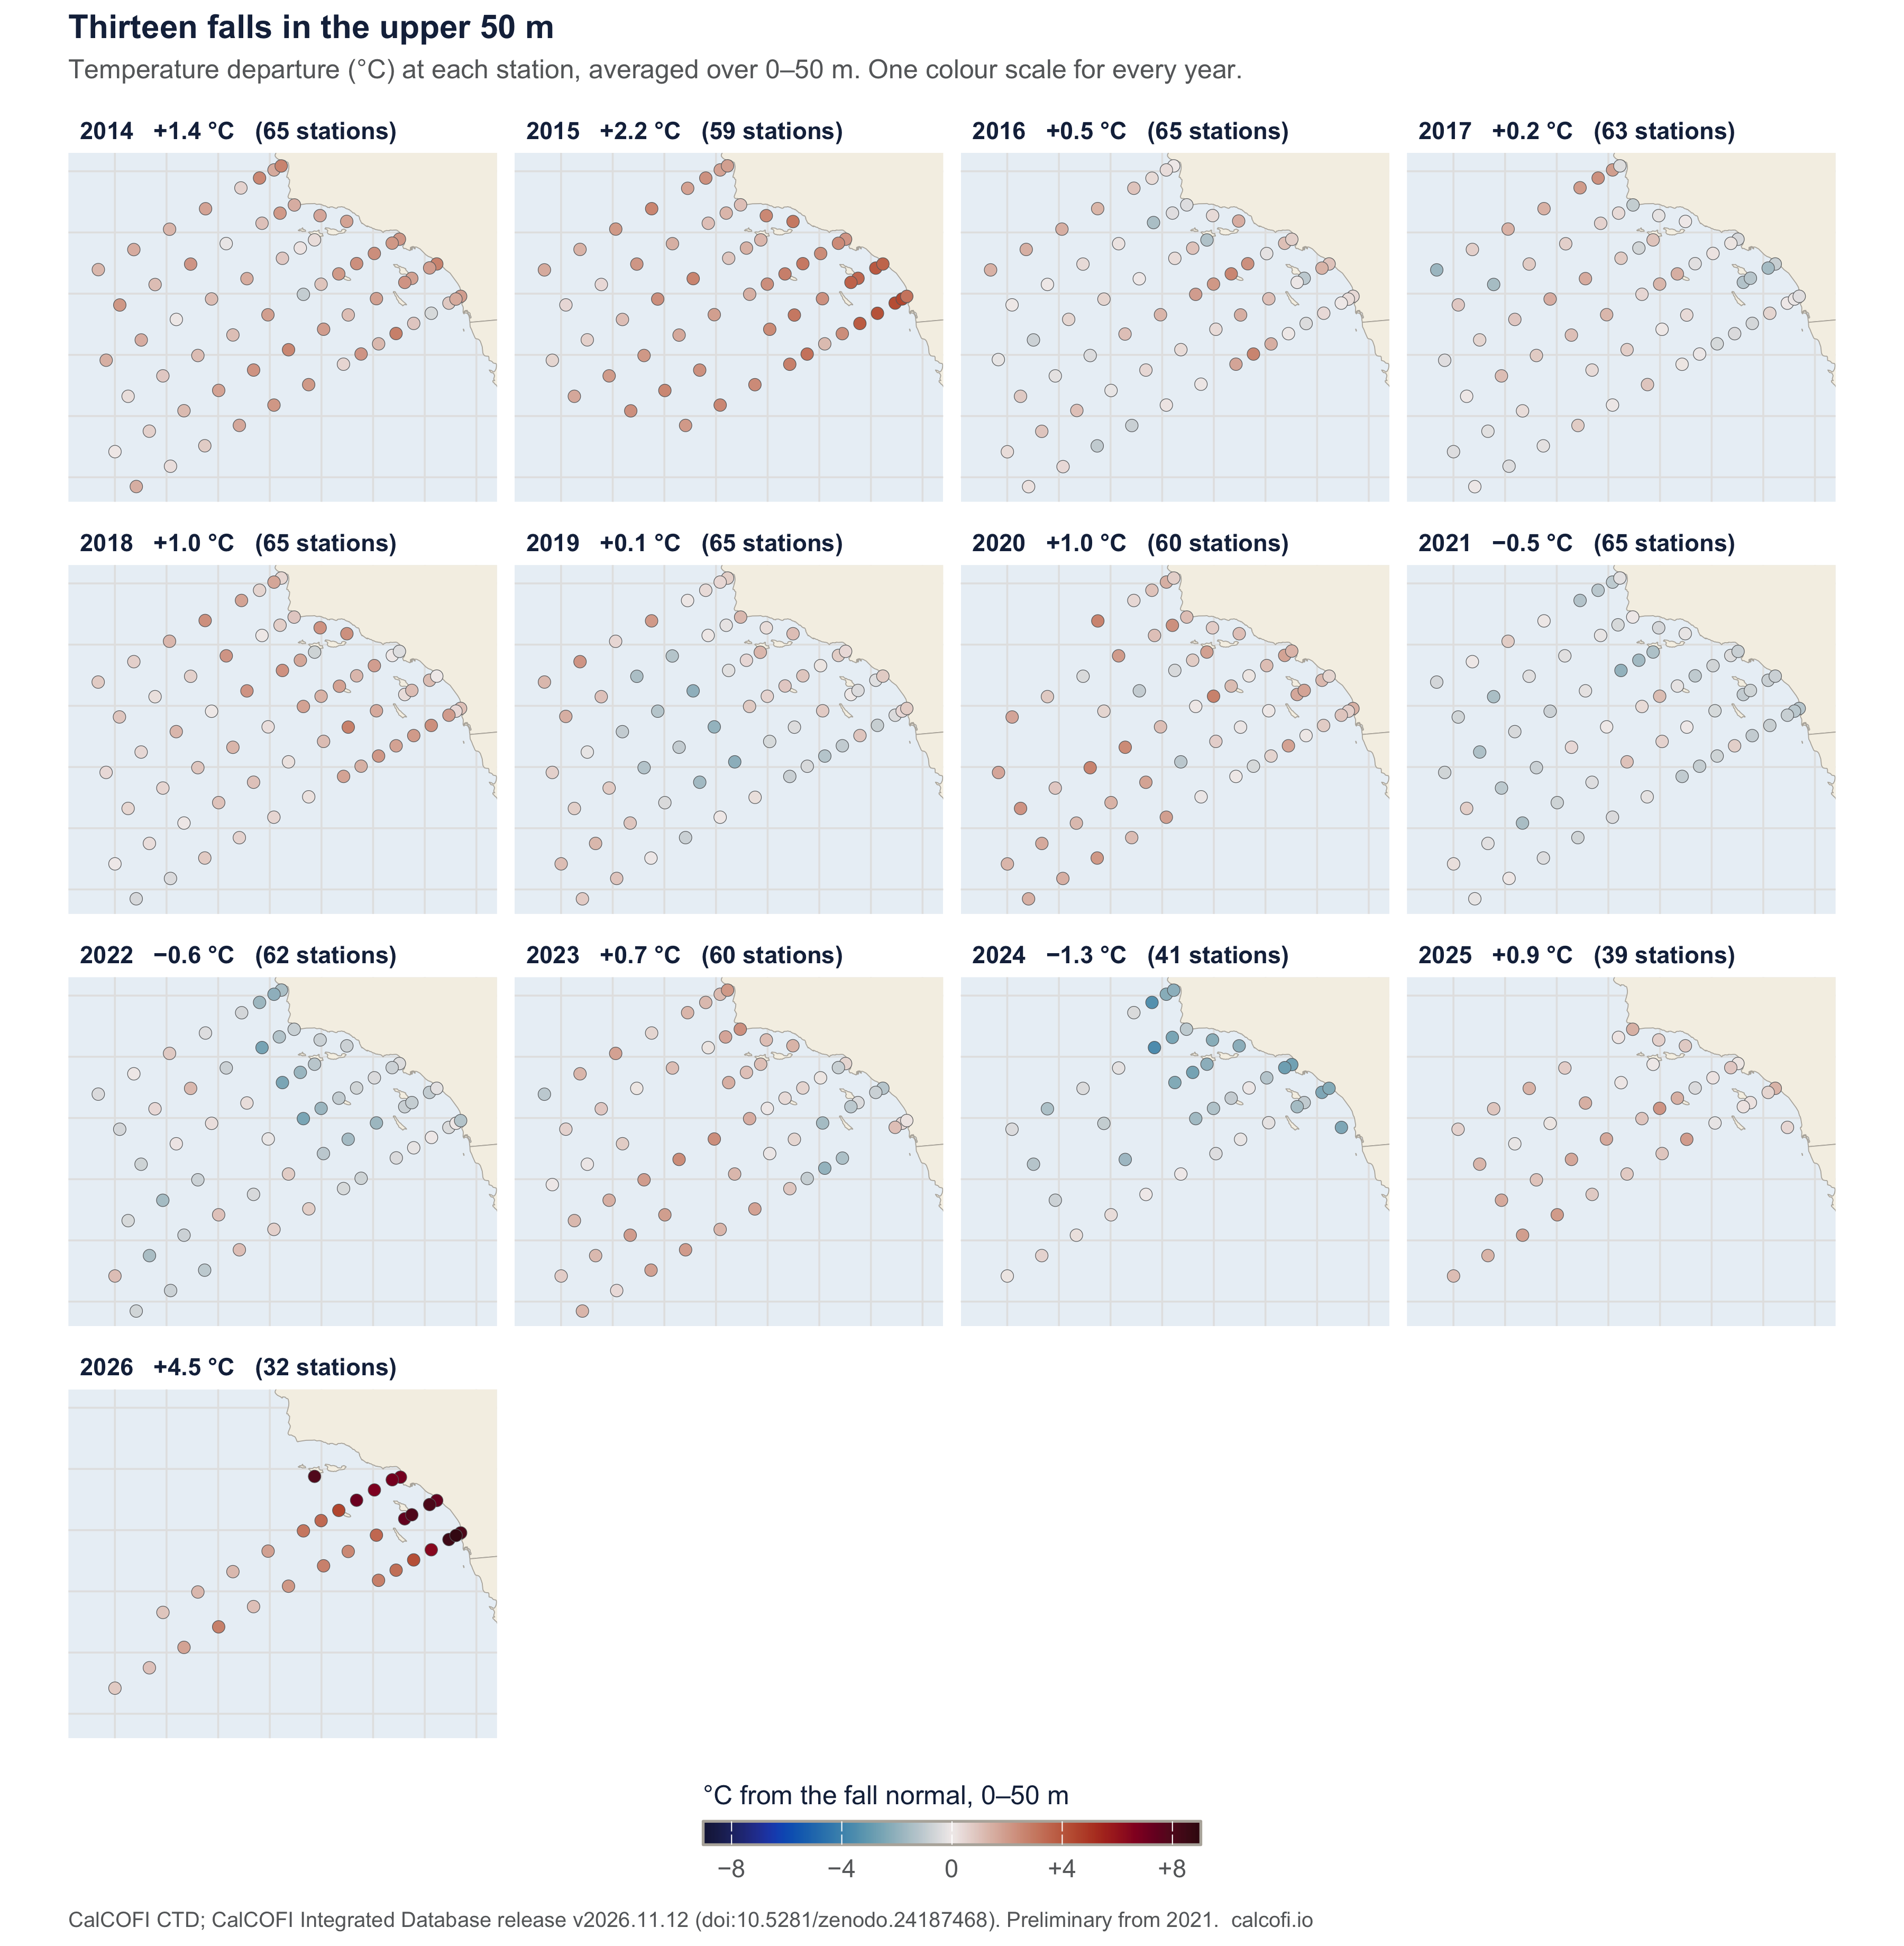 Thirteen falls in the upper 50 m
Temperature departure (°C) at each station, averaged over 0–50 m. One colour scale for every year.
2014 +1.4 °C (65 stations)
2015 +2.2 °C (59 stations)
2016 +0.5 °C (65 stations)
2017 +0.2 °C (63 stations)
2018 +1.0 °C (65 stations)
2019 +0.1 °C (65 stations)
2020 +1.0 °C (60 stations)
2021 −0.5 °C (65 stations)
2022 −0.6 °C (62 stations)
2023 +0.7 °C (60 stations)
2024 −1.3 °C (41 stations)
2025 +0.9 °C (39 stations)
2026 +4.5 °C (32 stations)
°C from the fall normal, 0–50 m
−8 −4 0 +4 +8
CalCOFI CTD; CalCOFI Integrated Database release v2026.11.12 (doi:10.5281/zenodo.24187468). Preliminary from 2021. calcofi.io